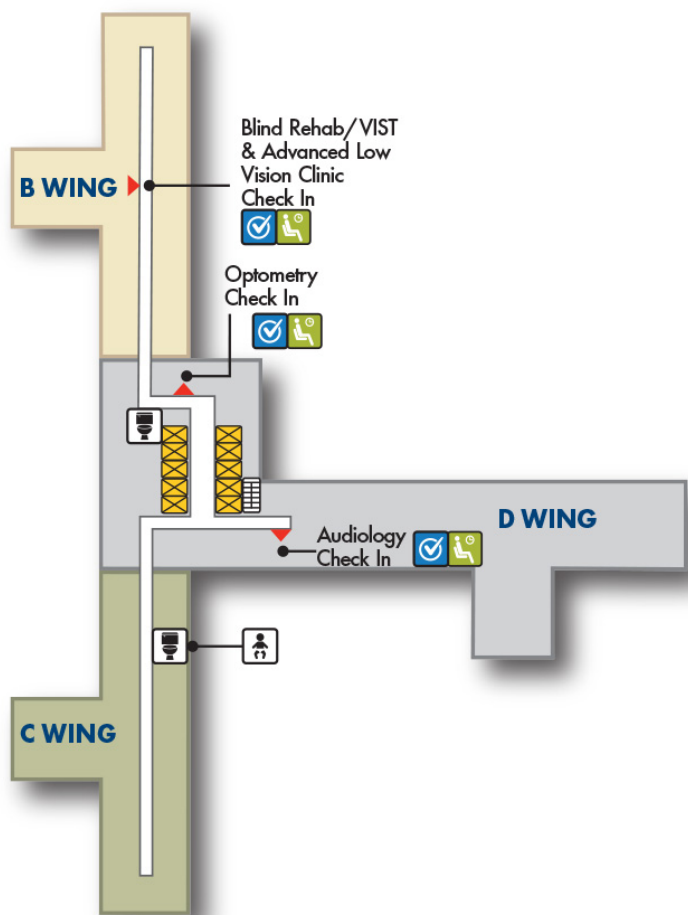 Blind Rehab/VIST
& Advanced Low
Vision Clinic
Check In
B WING
Optometry
Check In
D WING
Audiology
Check In
C WING